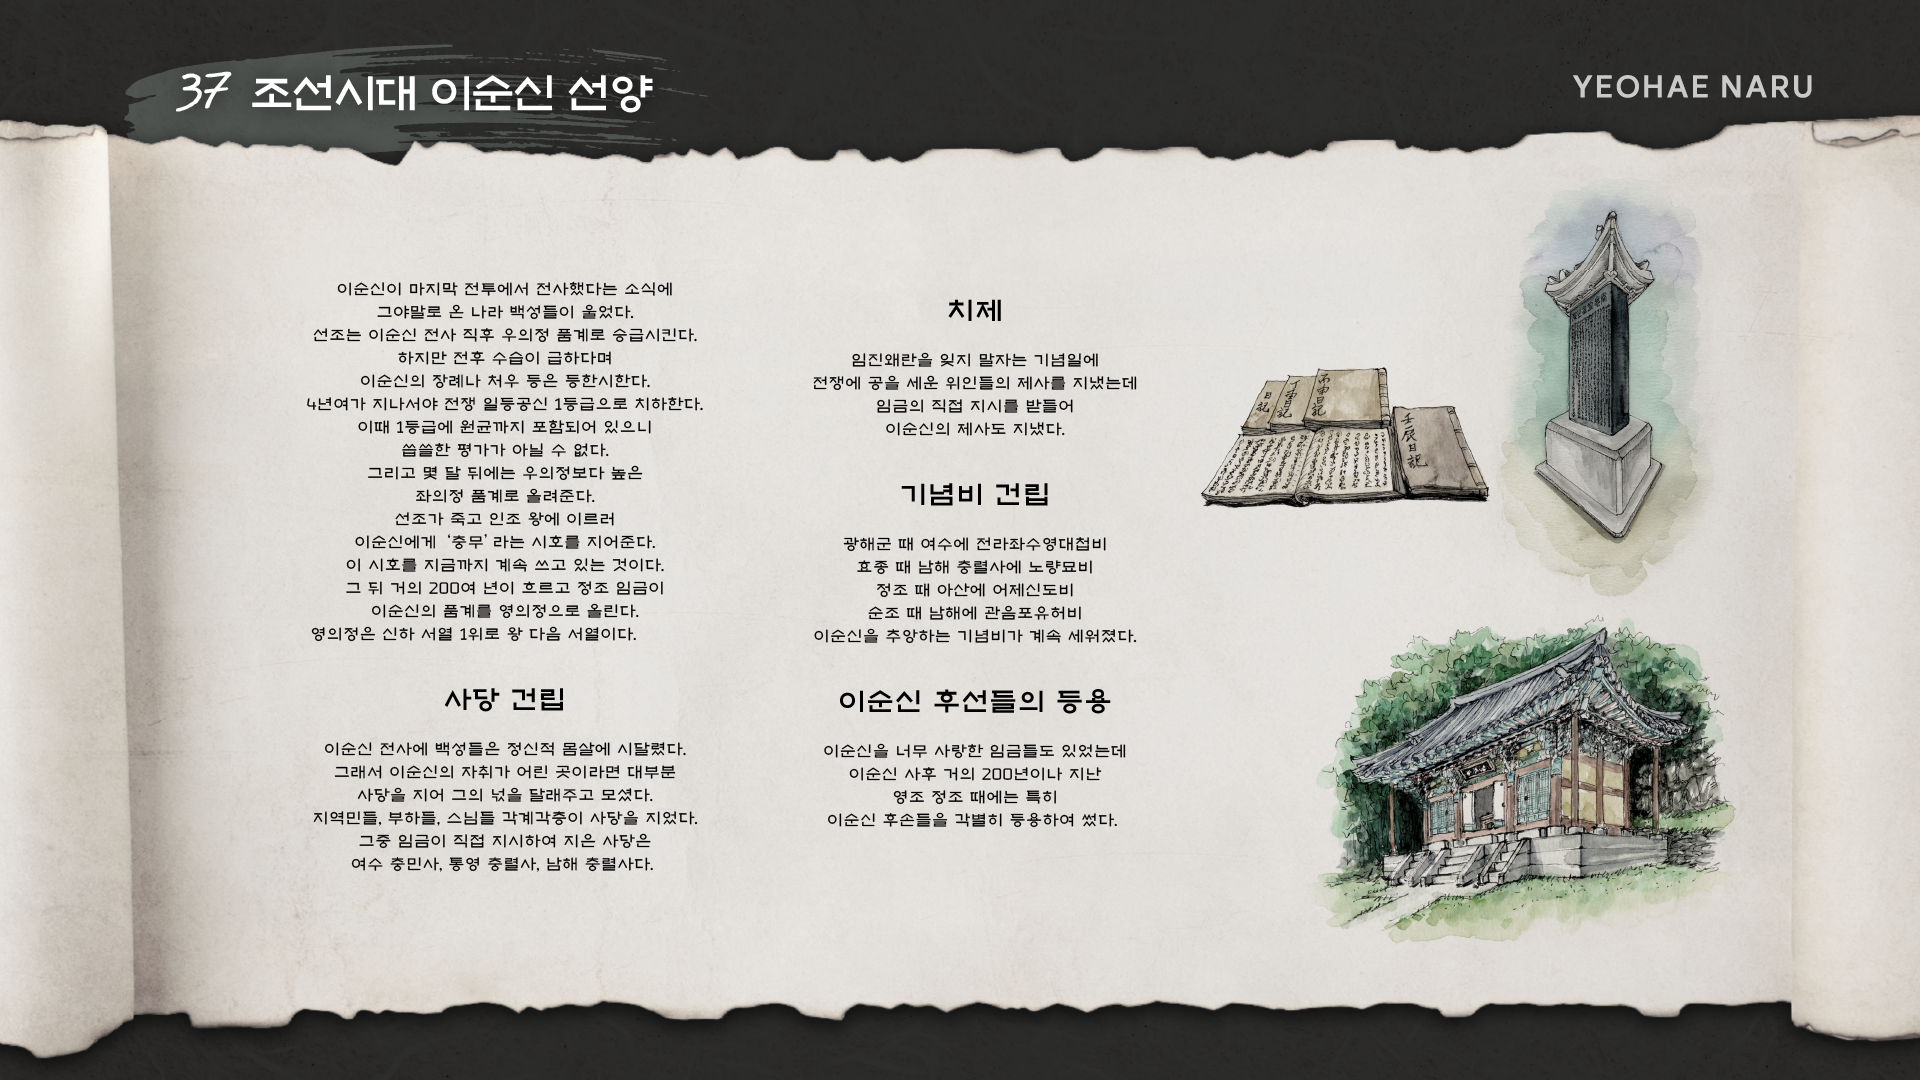 37 조선시대 이순신 선양
YEOHAE NARU
이순신이 마지막 전투에서 전사했다는 소식에
그야말로 온 나라 백성들이 울었다.
선조는 이순신 전사 직후 우의정 품계로 승급시킨다.
하지만 전후 수습이 급하다며
이순신의 장례나 처우 등은 등한시한다.
4년여가 지나서야 전쟁 일등공신 1등급으로 치하한다.
이때 1등급에 원균까지 포함되어 있으니
씁쓸한 평가가 아닐 수 없다.
그리고 몇 달 뒤에는 우의정보다 높은
좌의정 품계로 올려준다.
선조가 죽고 인조 왕에 이르러
이순신에게 ‘충무’라는 시호를 지어준다.
이 시호를 지금까지 계속 쓰고 있는 것이다.
그 뒤 거의 200여 년이 흐르고 정조 임금이
이순신의 품계를 영의정으로 올린다.
영의정은 신하 서열 1위로 왕 다음 서열이다.
사당 건립
이순신 전사에 백성들은 정신적 몸살에 시달렸다.
그래서 이순신의 자취가 어린 곳이라면 대부분
사당을 지어 그의 넋을 달래주고 모셨다.
지역민들, 부하들, 스님들 각계각층이 사당을 지었다.
그중 임금이 직접 지시하여 지은 사당은
여수 충민사, 통영 충렬사, 남해 충렬사다.
치제
임진왜란을 잊지 말자는 기념일에
전쟁에 공을 세운 위인들의 제사를 지냈는데
임금의 직접 지시를 받들어
이순신의 제사도 지냈다.
기념비 건립
광해군 때 여수에 전라좌수영대첩비
효종 때 남해 충렬사에 노량묘비
정조 때 아산에 어제신도비
순조 때 남해에 관음포유허비
이순신을 추앙하는 기념비가 계속 세워졌다.
이순신 후선들의 등용
이순신을 너무 사랑한 임금들도 있었는데
이순신 사후 거의 200년이나 지난
영조 정조 때에는 특히
이순신 후손들을 각별히 등용하여 썼다.
日記
丁酉日記
丙申日記
壬辰日記